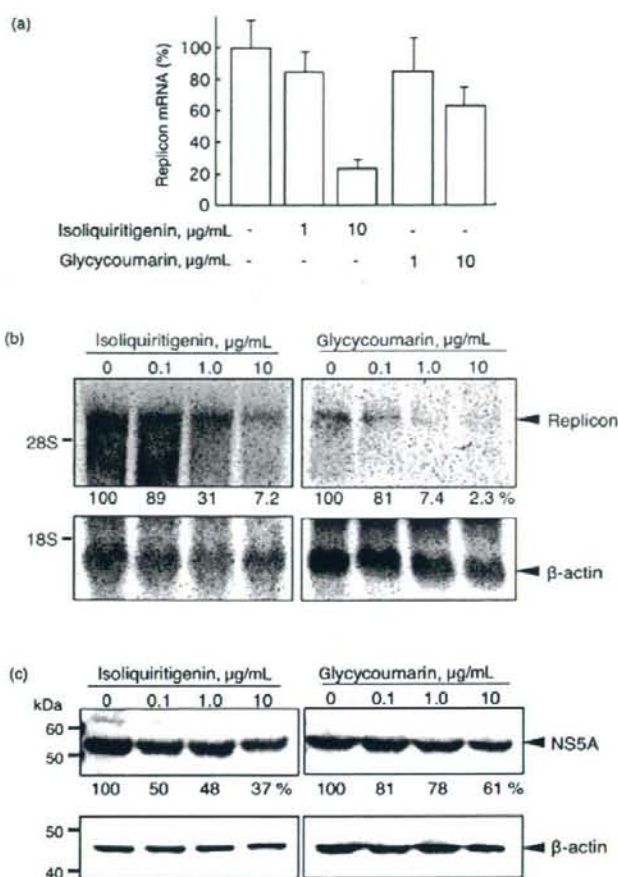 (a)
Replicon mRNA (%)
100
80
60
40
20
0
Isoliquiritigenin, µg/mL - 1 10 - -
Glycycoumarin, µg/mL - - - 1 10
(b)
Isoliquiritigenin, µg/mL Glycycoumarin, µg/mL
0 0.1 1.0 10 0 0.1 1.0 10
Replicon
28S
100 89 31 7.2 100 81 7.4 2.3 %
18S
β-actin
(c)
Isoliquiritigenin, µg/mL Glycycoumarin, µg/mL
kDa 0 0.1 1.0 10 0 0.1 1.0 10
60
NS5A
50
100 50 48 37 % 100 81 78 61 %
50
β-actin
40